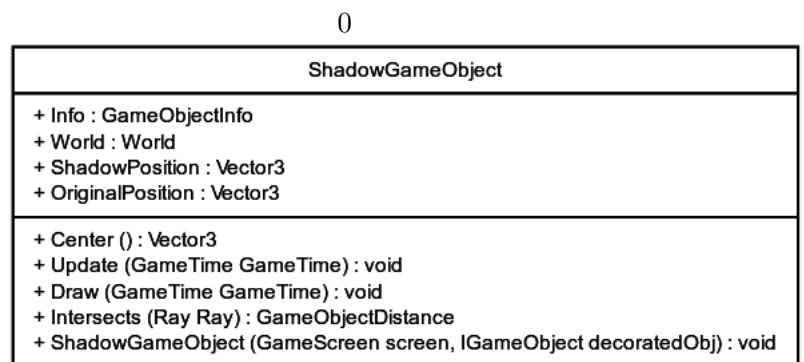 0
ShadowGameObject
+ Info : GameObjectInfo
+ World : World
+ ShadowPosition : Vector3
+ OriginalPosition : Vector3
+ Center () : Vector3
+ Update (GameTime GameTime) : void
+ Draw (GameTime GameTime) : void
+ Intersects (Ray Ray) : GameObjectDistance
+ ShadowGameObject (GameScreen screen, IGameObject decoratedObj) : void